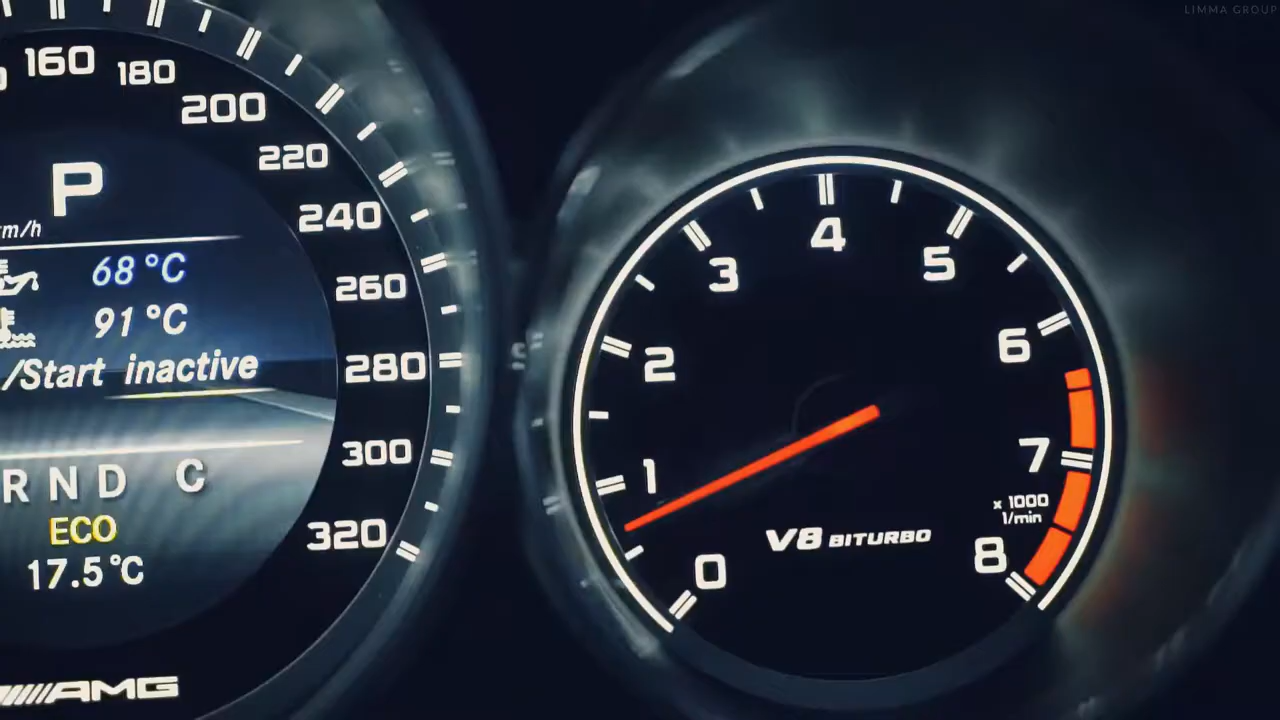 LIMMA GROUP
160
180
200
220
240
260
280
300
320
P
km/h
68°C
91°C
/Start inactive
R N D C
ECO
17.5°C
AMG
0
1
2
3
4
5
6
7
8
x 1000
1/min
V8 BITURBO